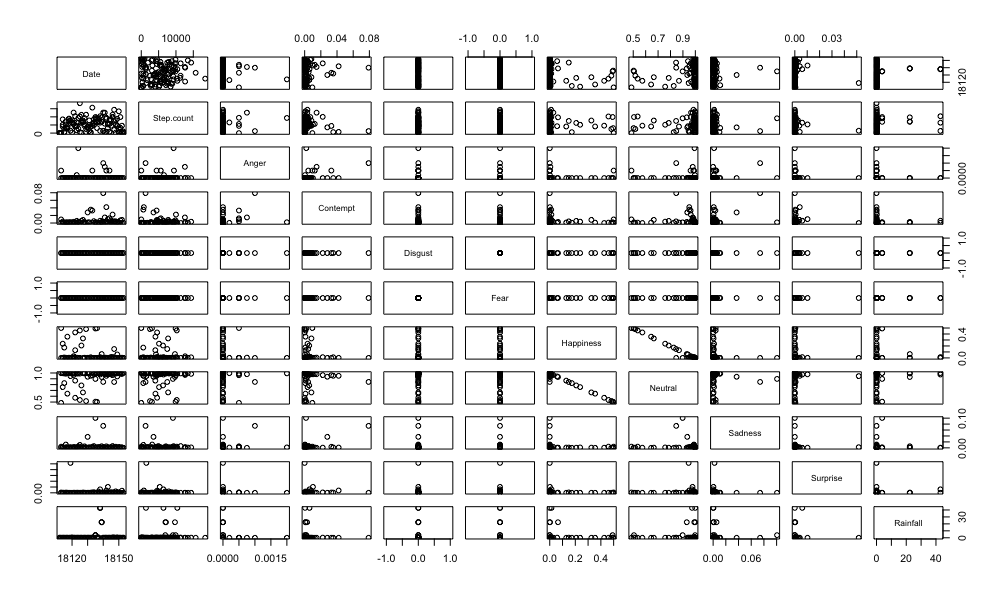 0 10000 0.00 0.04 0.08 -1.0 0.0 1.0 0.5 0.7 0.9 0.00 0.03
Date 18120
0 Step.count
Anger 0.0000
0.00 0.08 Contempt
Disgust -1.0 1.0
-1.0 1.0 Fear
Happiness 0.0 0.4
0.5 1.0 Neutral
Sadness 0.00 0.10
0.00 Surprise
Rainfall 0 30
18120 18150 0.0000 0.0015 -1.0 0.0 1.0 0.0 0.2 0.4 0.00 0.06 0 20 40